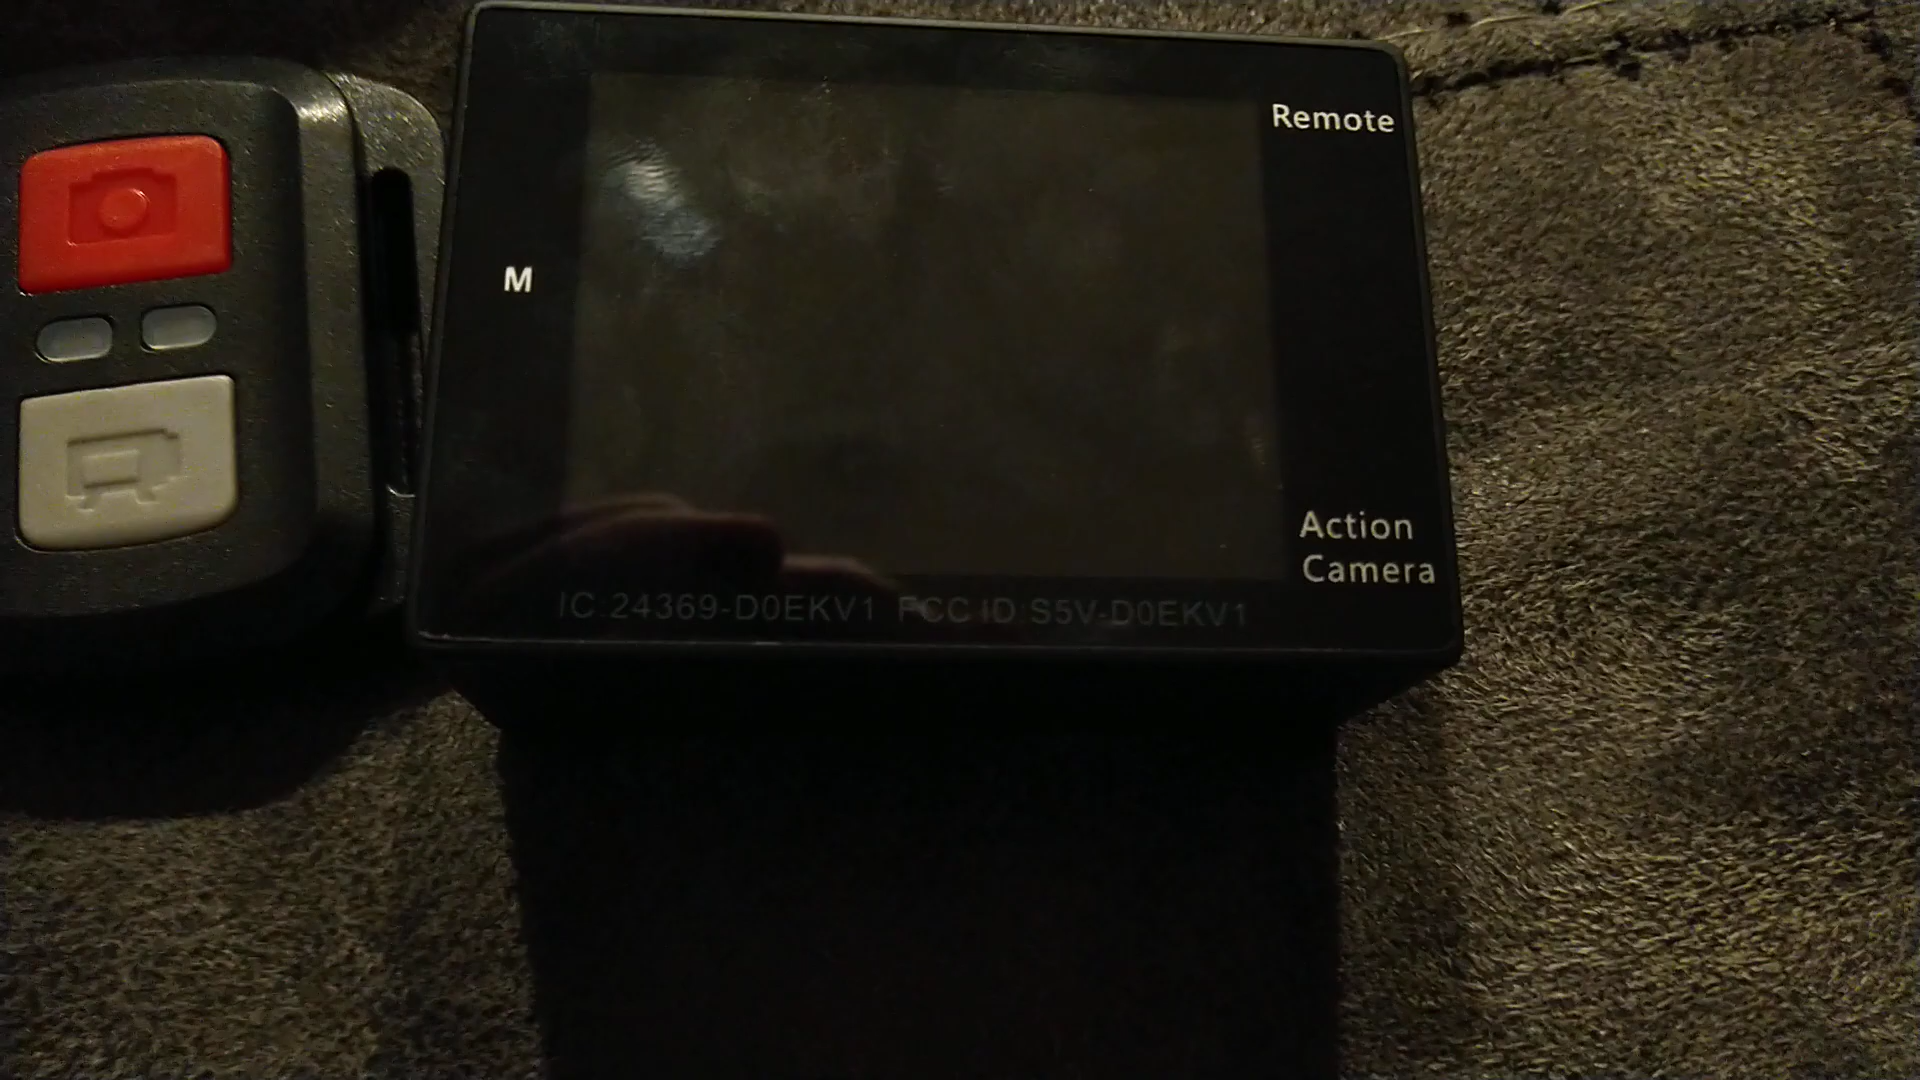 Remote
M
Action
Camera
IC:24369-D0EKV1 FCC ID:S5V-D0EKV1